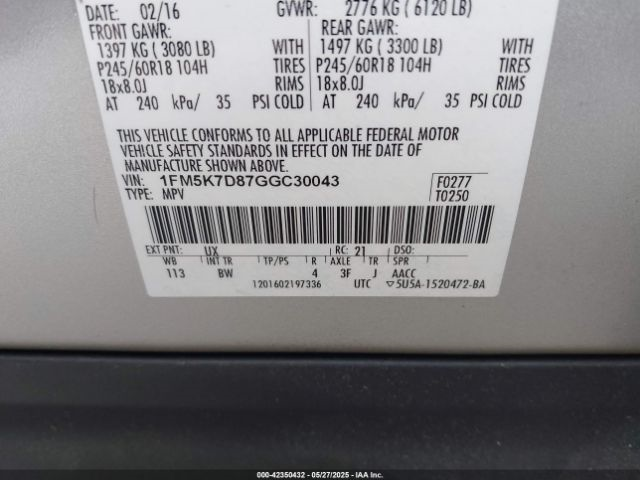 DATE: 02/16 GVWR: 2776 KG ( 6120 LB)
FRONT GAWR: REAR GAWR:
1397 KG ( 3080 LB) WITH 1497 KG ( 3300 LB) WITH
P245/60R18 104H TIRES P245/60R18 104H TIRES
18x8.0J RIMS 18x8.0J RIMS
AT 240 kPa/ 35 PSI COLD AT 240 kPa/ 35 PSI COLD
THIS VEHICLE CONFORMS TO ALL APPLICABLE FEDERAL MOTOR
VEHICLE SAFETY STANDARDS IN EFFECT ON THE DATE OF
MANUFACTURE SHOWN ABOVE.
VIN: 1FM5K7D87GGC30043 F0277
TYPE: MPV T0250
EXT PNT: UX RC: 21 DSO:
WB INT TR TP/PS R AXLE TR SPR
113 BW 4 3F J AACC
1201602197336 UTC ▽5U5A-1520472-BA
000-42350432 - 05/27/2025 - IAAI.COM